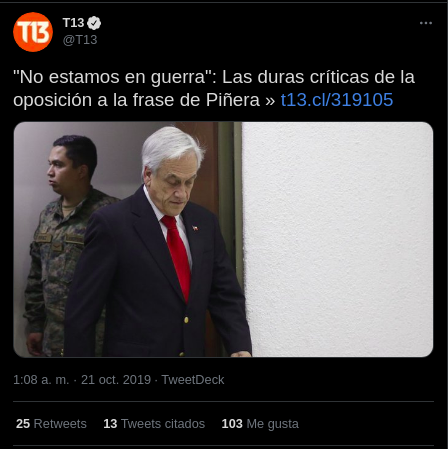 T13
T13
@T13
"No estamos en guerra": Las duras críticas de la
oposición a la frase de Piñera » t13.cl/319105
1:08 a. m. · 21 oct. 2019 · TweetDeck
25 Retweets 13 Tweets citados 103 Me gusta